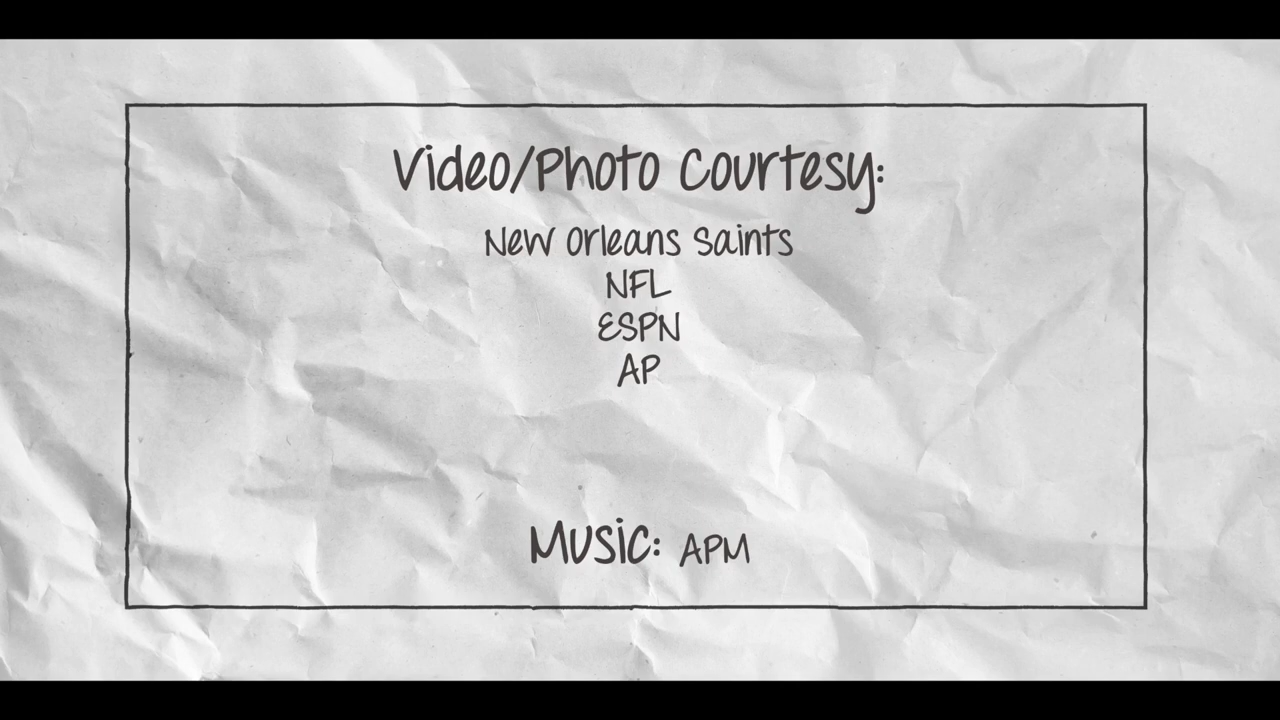 Video/Photo Courtesy:
New Orleans Saints
NFL
ESPN
AP
Music: APM